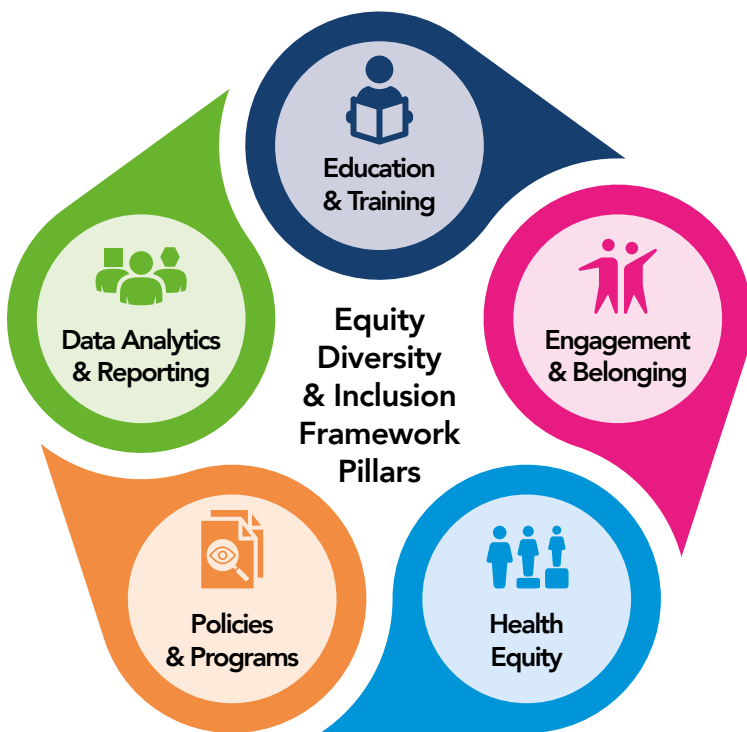 Education
& Training
Engagement
& Belonging
Health
Equity
Policies
& Programs
Data Analytics
& Reporting
Equity
Diversity
& Inclusion
Framework
Pillars